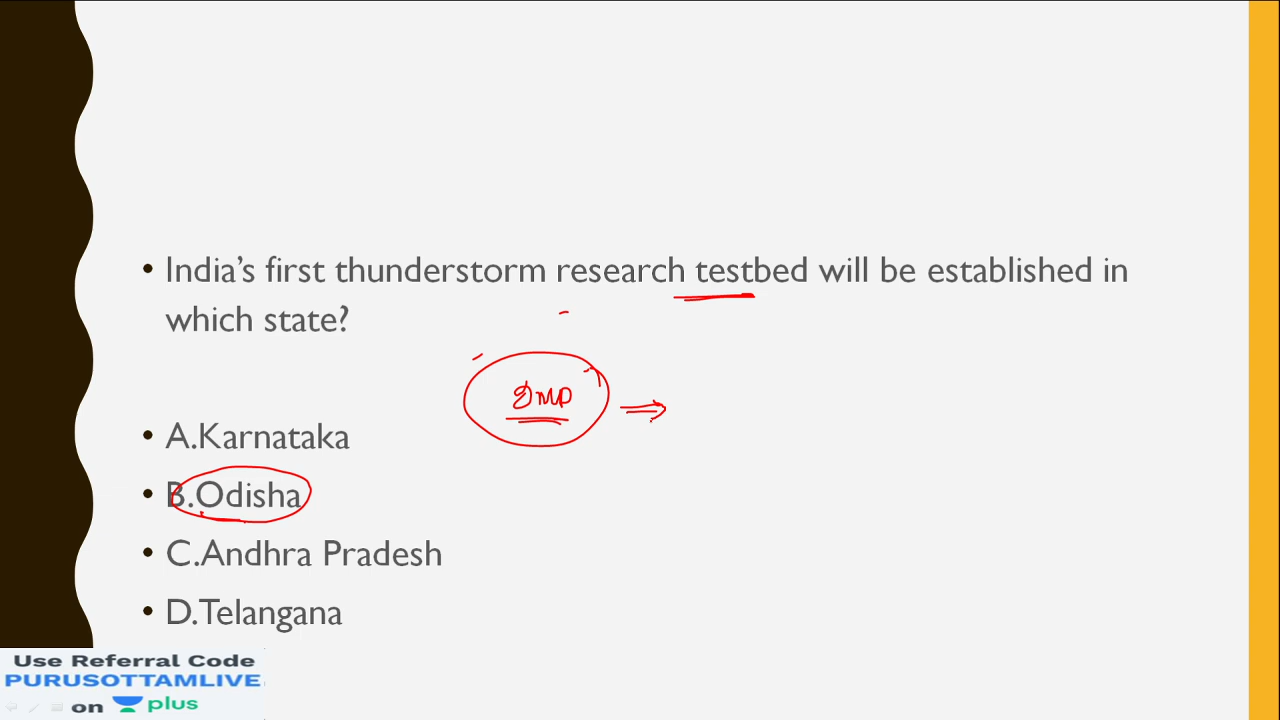 • India’s first thunderstorm research testbed will be established in
which state?
IMD
• A.Karnataka
• B.Odisha
• C.Andhra Pradesh
• D.Telangana
Use Referral Code
PURUSOTTAMLIVE
on plus